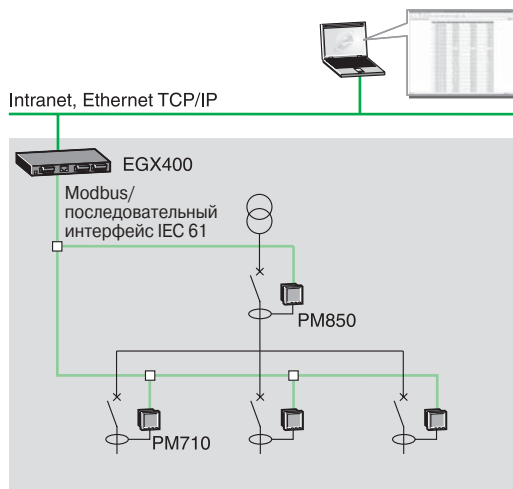 Intranet, Ethernet TCP/IP
EGX400
Modbus/
последовательный
интерфейс IEC 61
PM850
PM710